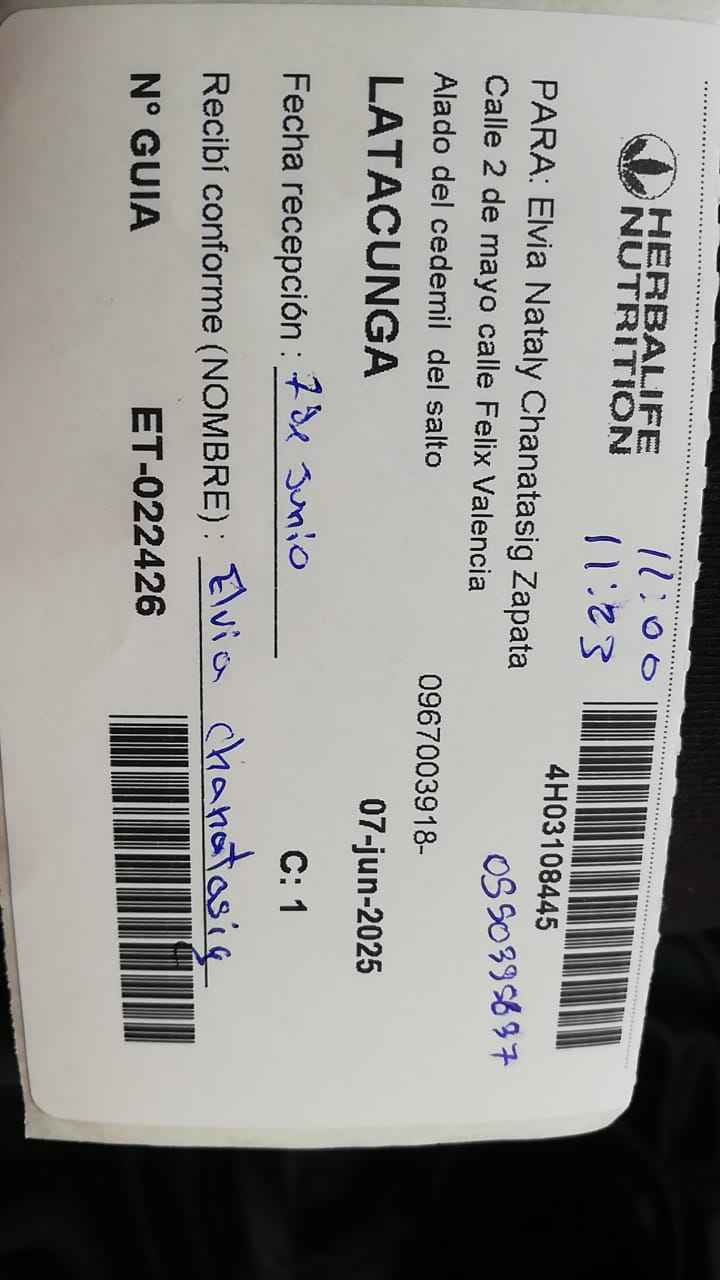 HERBALIFE
NUTRITION
11:00
11:23
4H03108445
PARA: Elvia Nataly Chanatasig Zapata
Calle 2 de mayo calle Felix Valencia
Alado del cedemil del salto
0967003918-
LATACUNGA
07-jun-2025
Fecha recepción : 7 de Junio
C: 1
Recibí conforme (NOMBRE) : Elvia Chanatasig
Nº GUIA ET-022426